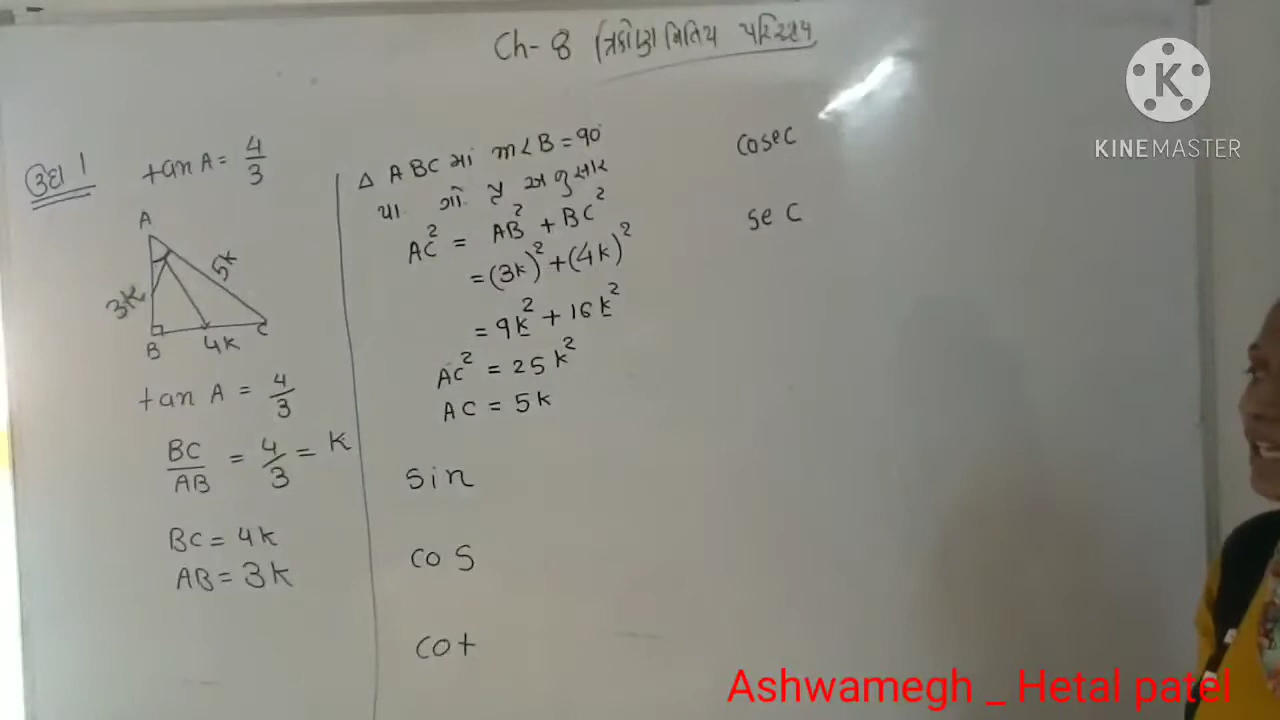 Ch- 8 ત્રિકોણમિતિય પરિચય
K
KINEMASTER
ઉદા 1
tan A = 4/3
A
3k
5k
B
4k
C
tan A = 4/3
BC/AB = 4/3 = K
BC = 4k
AB = 3k
△ ABC માં m<B = 90°
પા. ગો. પ્ર અનુસાર
AC² = AB² + BC²
= (3k)² + (4k)²
= 9k² + 16k²
AC² = 25k²
AC = 5k
sin
cos
cot
cosec
sec
Ashwamegh _ Hetal patel